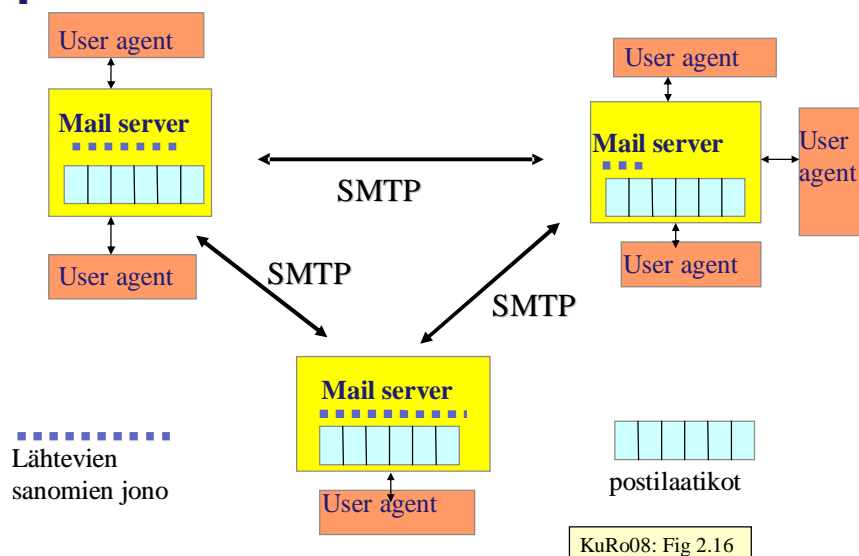 User agent
User agent
Mail server
Mail server
User
agent
SMTP
User agent
User agent
SMTP
SMTP
Mail server
Lähtevien
sanomien jono
postilaatikot
User agent
KuRo08: Fig 2.16